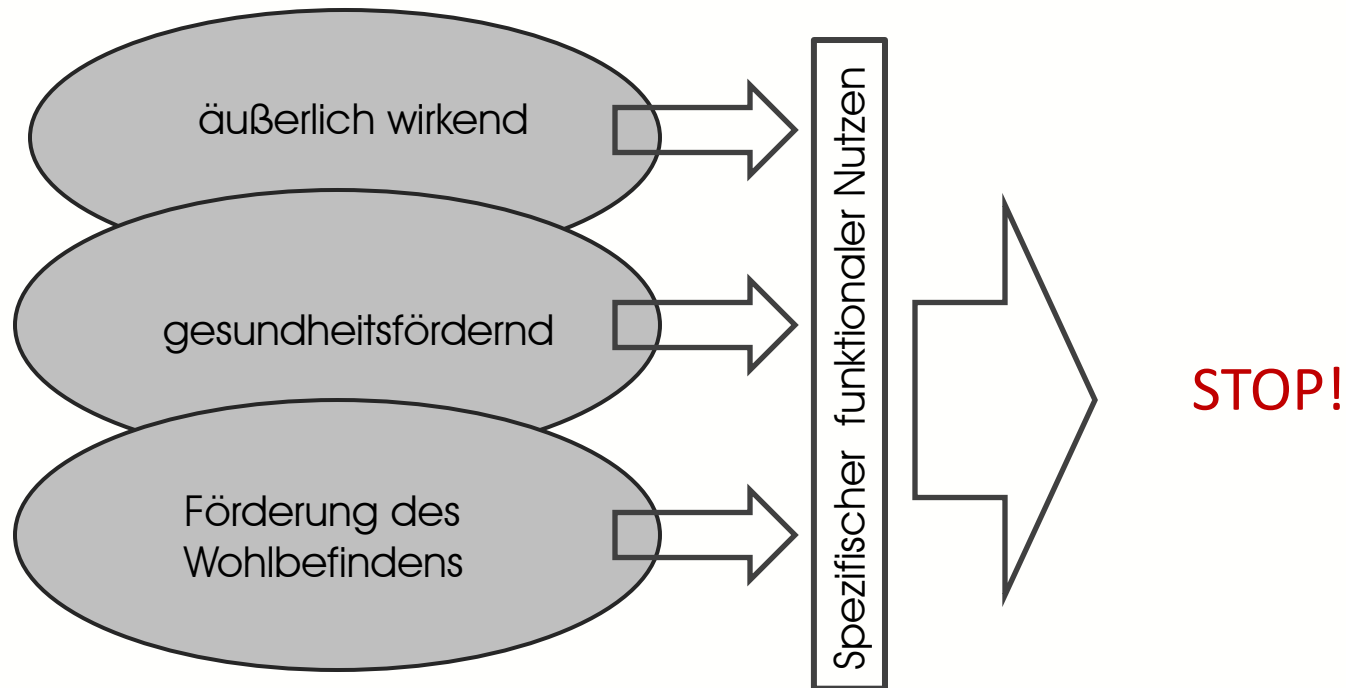 äußerlich wirkend
gesundheitsfördernd
Förderung des
Wohlbefindens
Spezifischer funktionaler Nutzen
STOP!